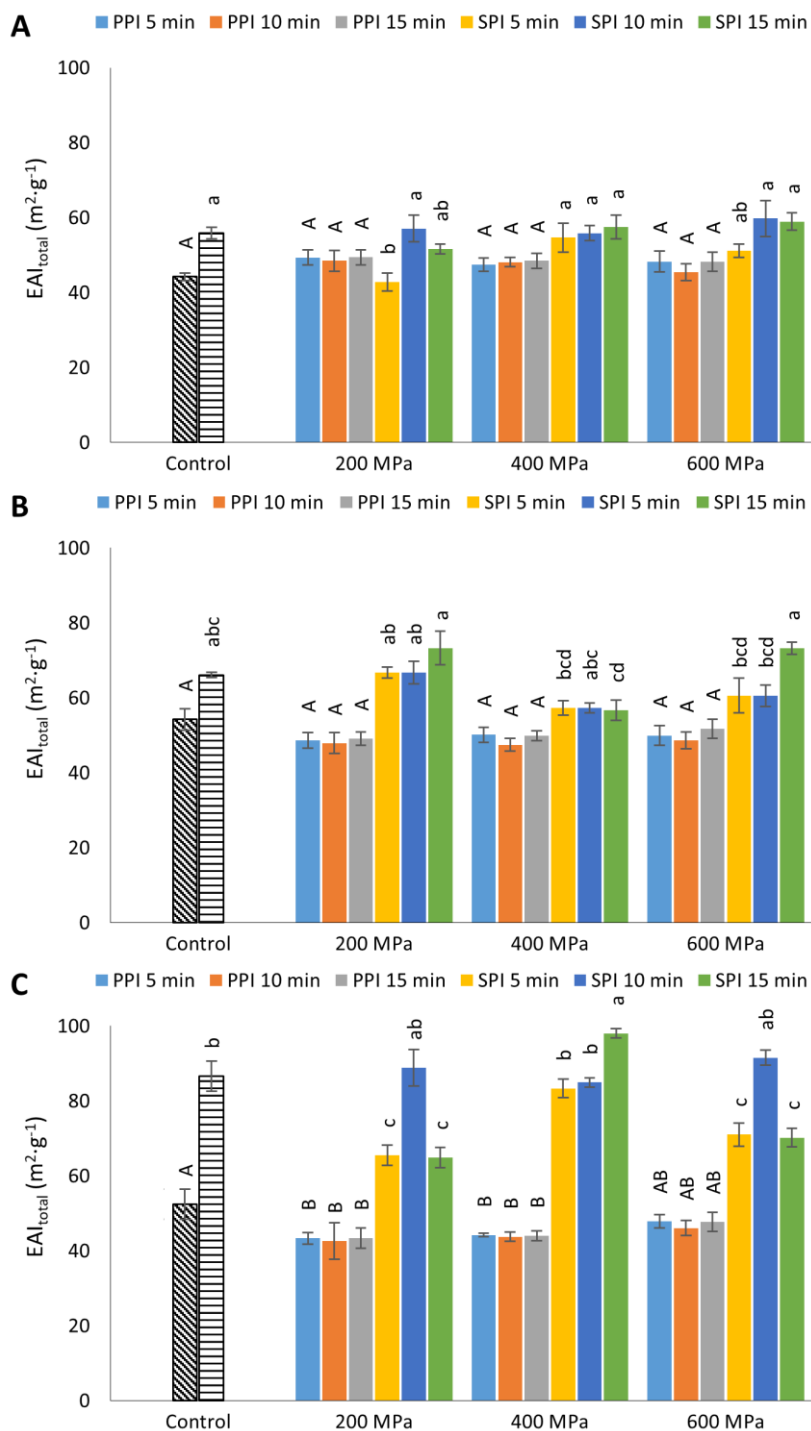 A
PPI 5 min PPI 10 min PPI 15 min SPI 5 min SPI 10 min SPI 15 min
100
80
60
40
20
0
EAItotal (m²·g⁻¹)
A a
A A A b a ab
A A A a a a
A A A ab a a
Control 200 MPa 400 MPa 600 MPa
B
PPI 5 min PPI 10 min PPI 15 min SPI 5 min SPI 5 min SPI 15 min
100
80
60
40
20
0
EAItotal (m²·g⁻¹)
A abc
A A A ab ab a
A A A bcd abc cd
A A A bcd bcd a
Control 200 MPa 400 MPa 600 MPa
C
PPI 5 min PPI 10 min PPI 15 min SPI 5 min SPI 10 min SPI 15 min
100
80
60
40
20
0
EAItotal (m²·g⁻¹)
A b
B B B c ab c
B B B b b a
AB AB AB c ab c
Control 200 MPa 400 MPa 600 MPa